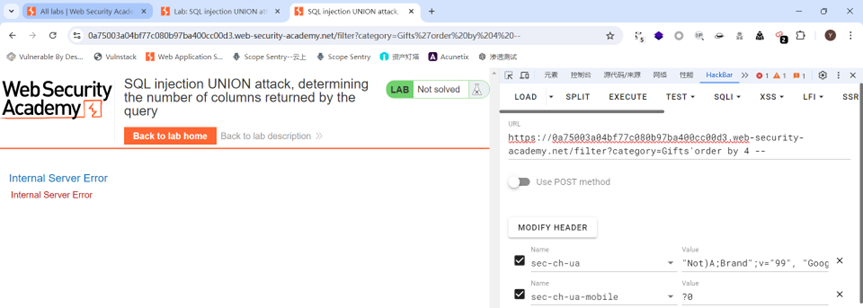 All labs | Web Security Acade
Lab: SQL injection UNION att
SQL injection UNION attack,
0a75003a04bf77c080b97ba400cc00d3.web-security-academy.net/filter?category=Gifts%27order%20by%204%20--
Vulnerable By Des...
Vulnstack
Web Application S...
Scope Sentry--云上
Scope Sentry
资产灯塔
Acunetix
渗透测试
元素
控制台
源代码/来源
网络
性能
HackBar
1
1
1
Web Security
Academy
SQL injection UNION attack, determining
the number of columns returned by the
query
LAB
Not solved
Back to lab home
Back to lab description
Internal Server Error
Internal Server Error
LOAD
SPLIT
EXECUTE
TEST
SQLI
XSS
LFI
SSR
URL
https://0a75003a04bf77c080b97ba400cc00d3.web-security-
academy.net/filter?category=Gifts'order by 4 --
Use POST method
MODIFY HEADER
Name
Value
sec-ch-ua
"Not)A;Brand";v="99", "Goog
Name
Value
sec-ch-ua-mobile
?0